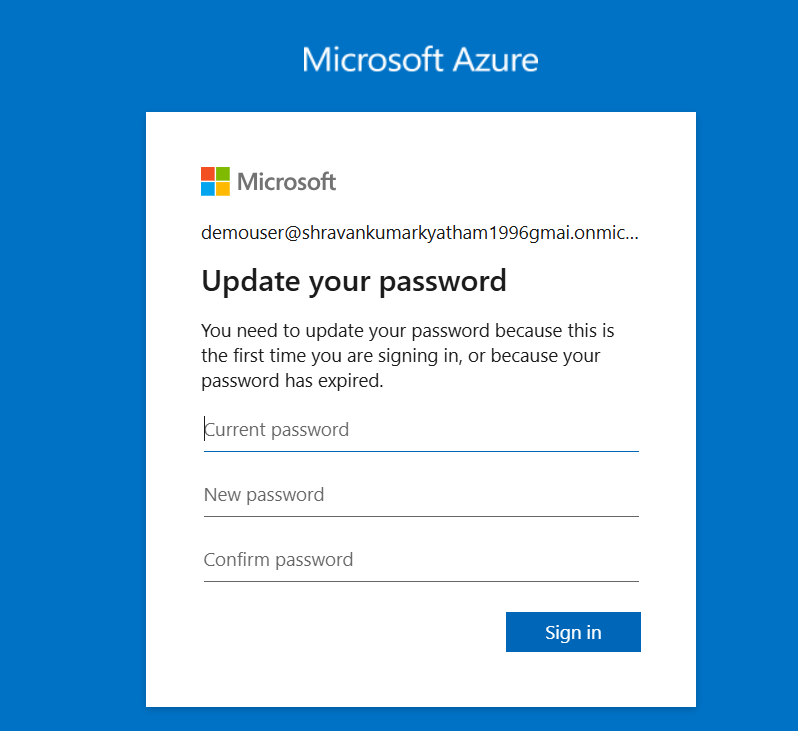 Microsoft Azure
Microsoft
demouser@shravankumarkyatham1996gmai.onmic...
Update your password
You need to update your password because this is
the first time you are signing in, or because your
password has expired.
Current password
New password
Confirm password
Sign in